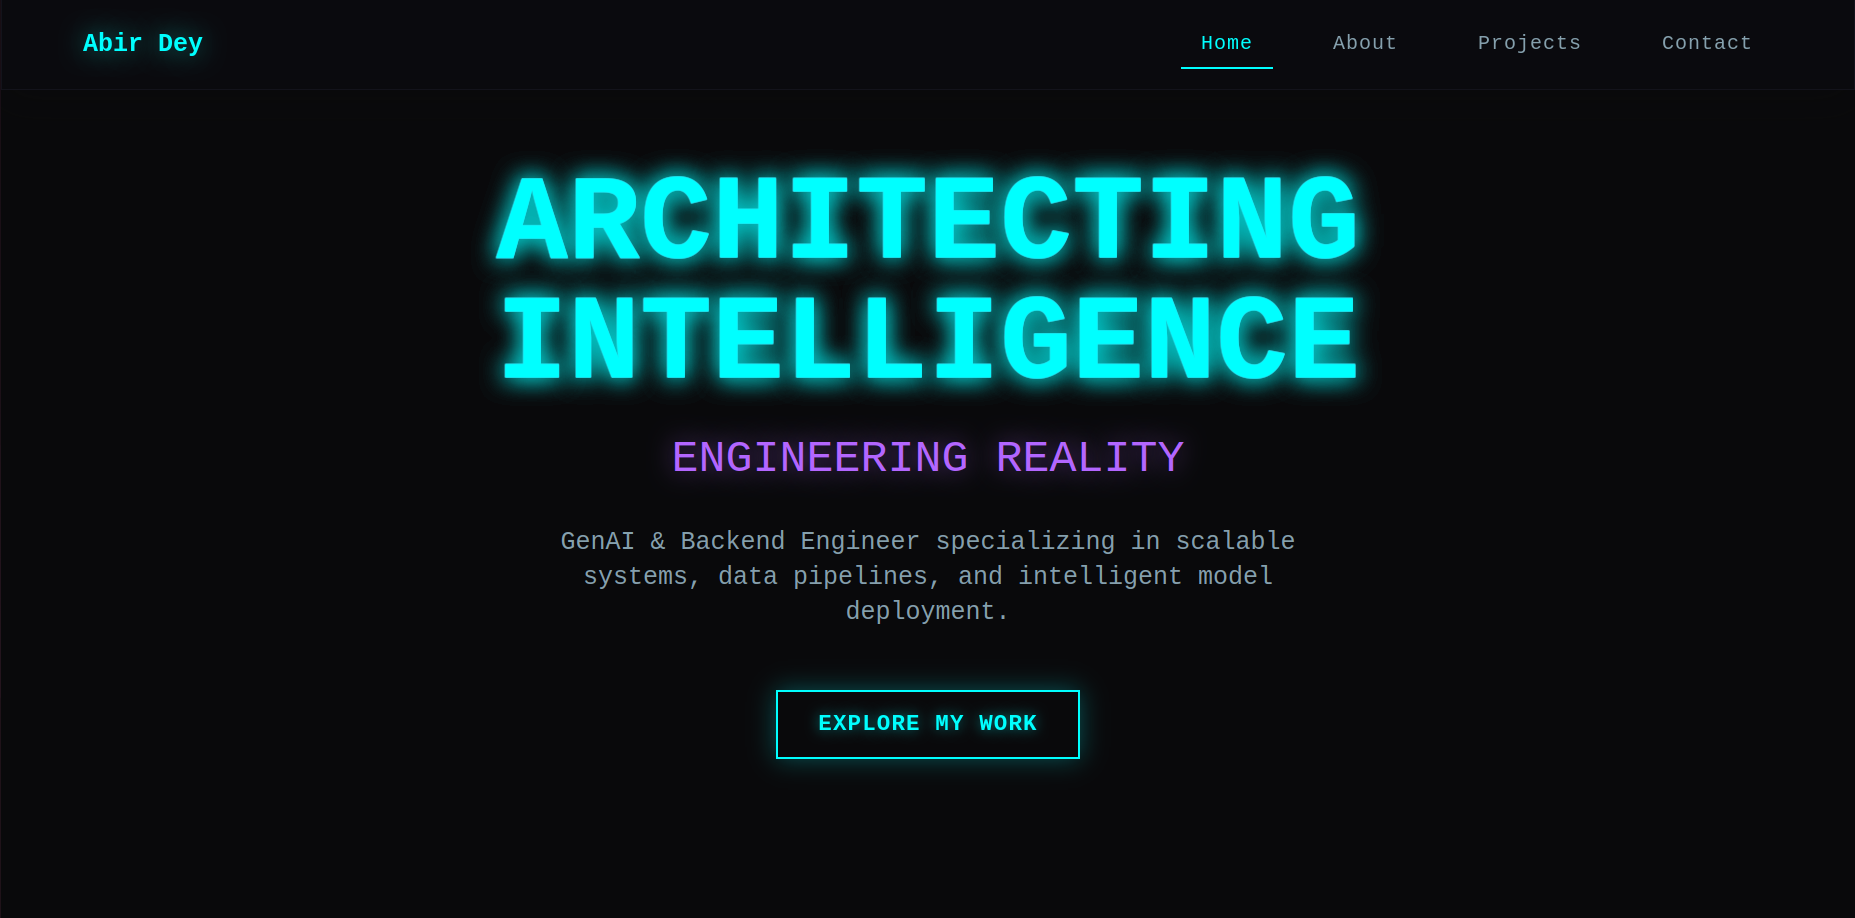 Abir Dey
Home About Projects Contact
ARCHITECTING
INTELLIGENCE
ENGINEERING REALITY
GenAI & Backend Engineer specializing in scalable
systems, data pipelines, and intelligent model
deployment.
EXPLORE MY WORK